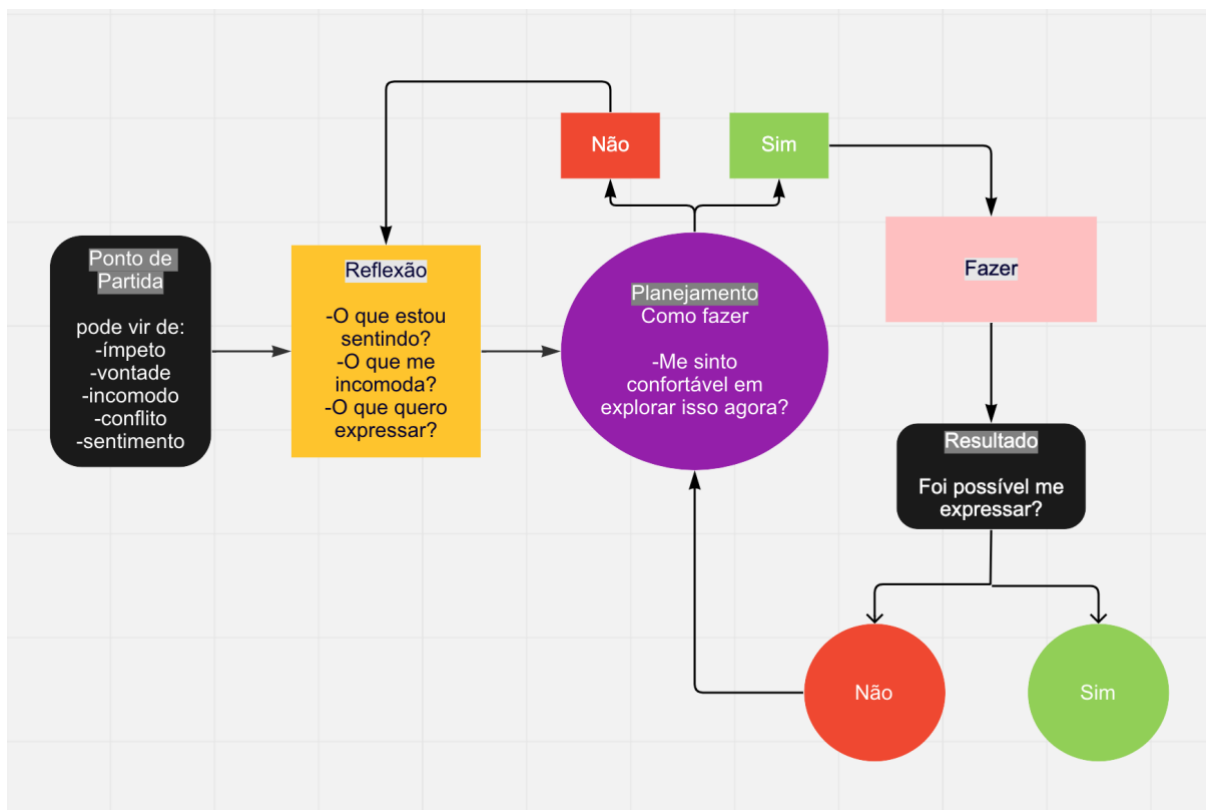 Ponto de
Partida
pode vir de:
-ímpeto
-vontade
-incomodo
-conflito
-sentimento
Reflexão
-O que estou
sentindo?
-O que me
incomoda?
-O que quero
expressar?
Não
Sim
Planejamento
Como fazer
-Me sinto
confortável em
explorar isso agora?
Fazer
Resultado
Foi possível me
expressar?
Não
Sim